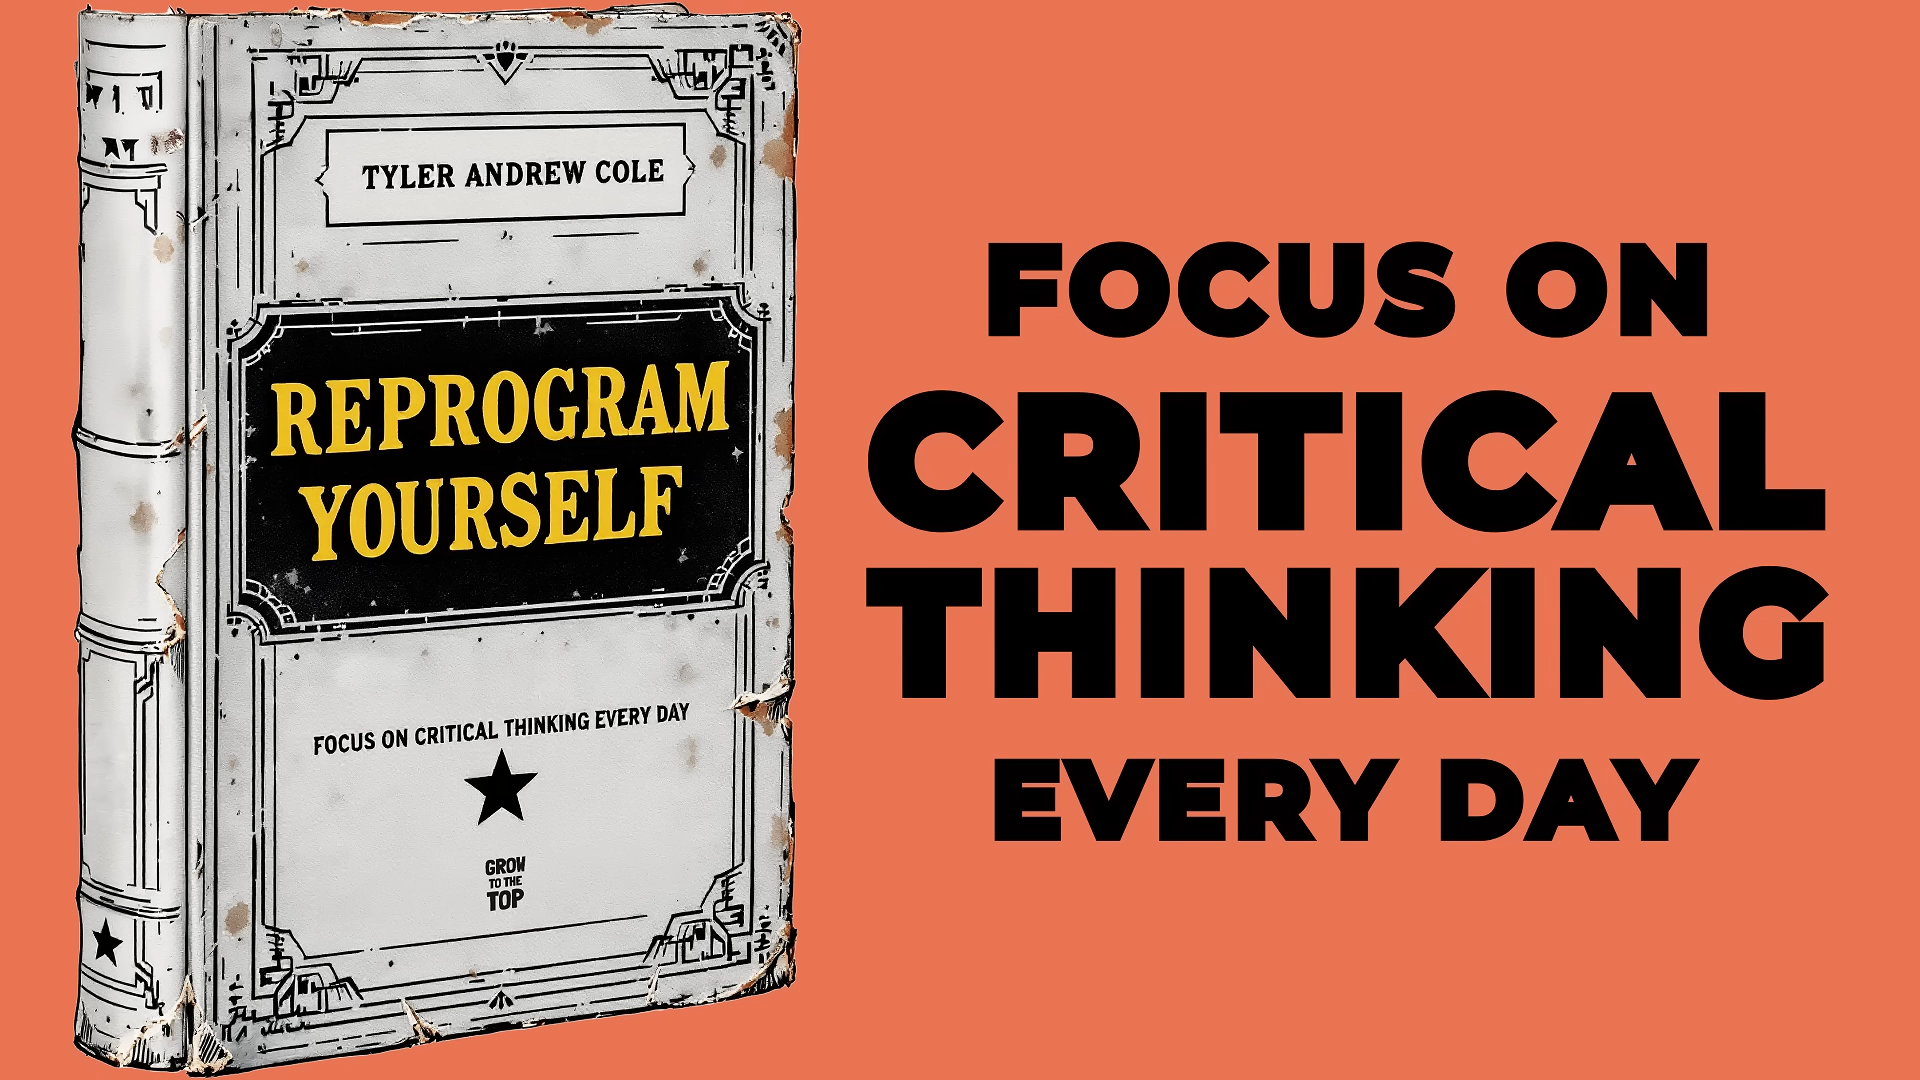 TYLER ANDREW COLE
REPROGRAM
YOURSELF
FOCUS ON CRITICAL THINKING EVERY DAY
GROW
TO THE
TOP
FOCUS ON
CRITICAL
THINKING
EVERY DAY